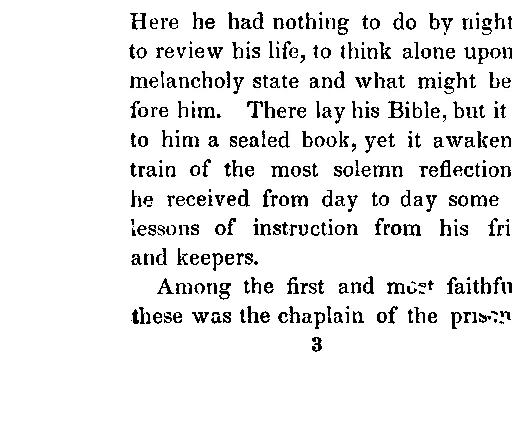 Here he had nothing to do by night
to review his life, to think alone upon
melancholy state and what might be
fore him. There lay his Bible, but it
to him a sealed book, yet it awaken
train of the most solemn reflection
he received from day to day some
lessons of instruction from his fri
and keepers.
Among the first and most faithfu
these was the chaplain of the prison
3